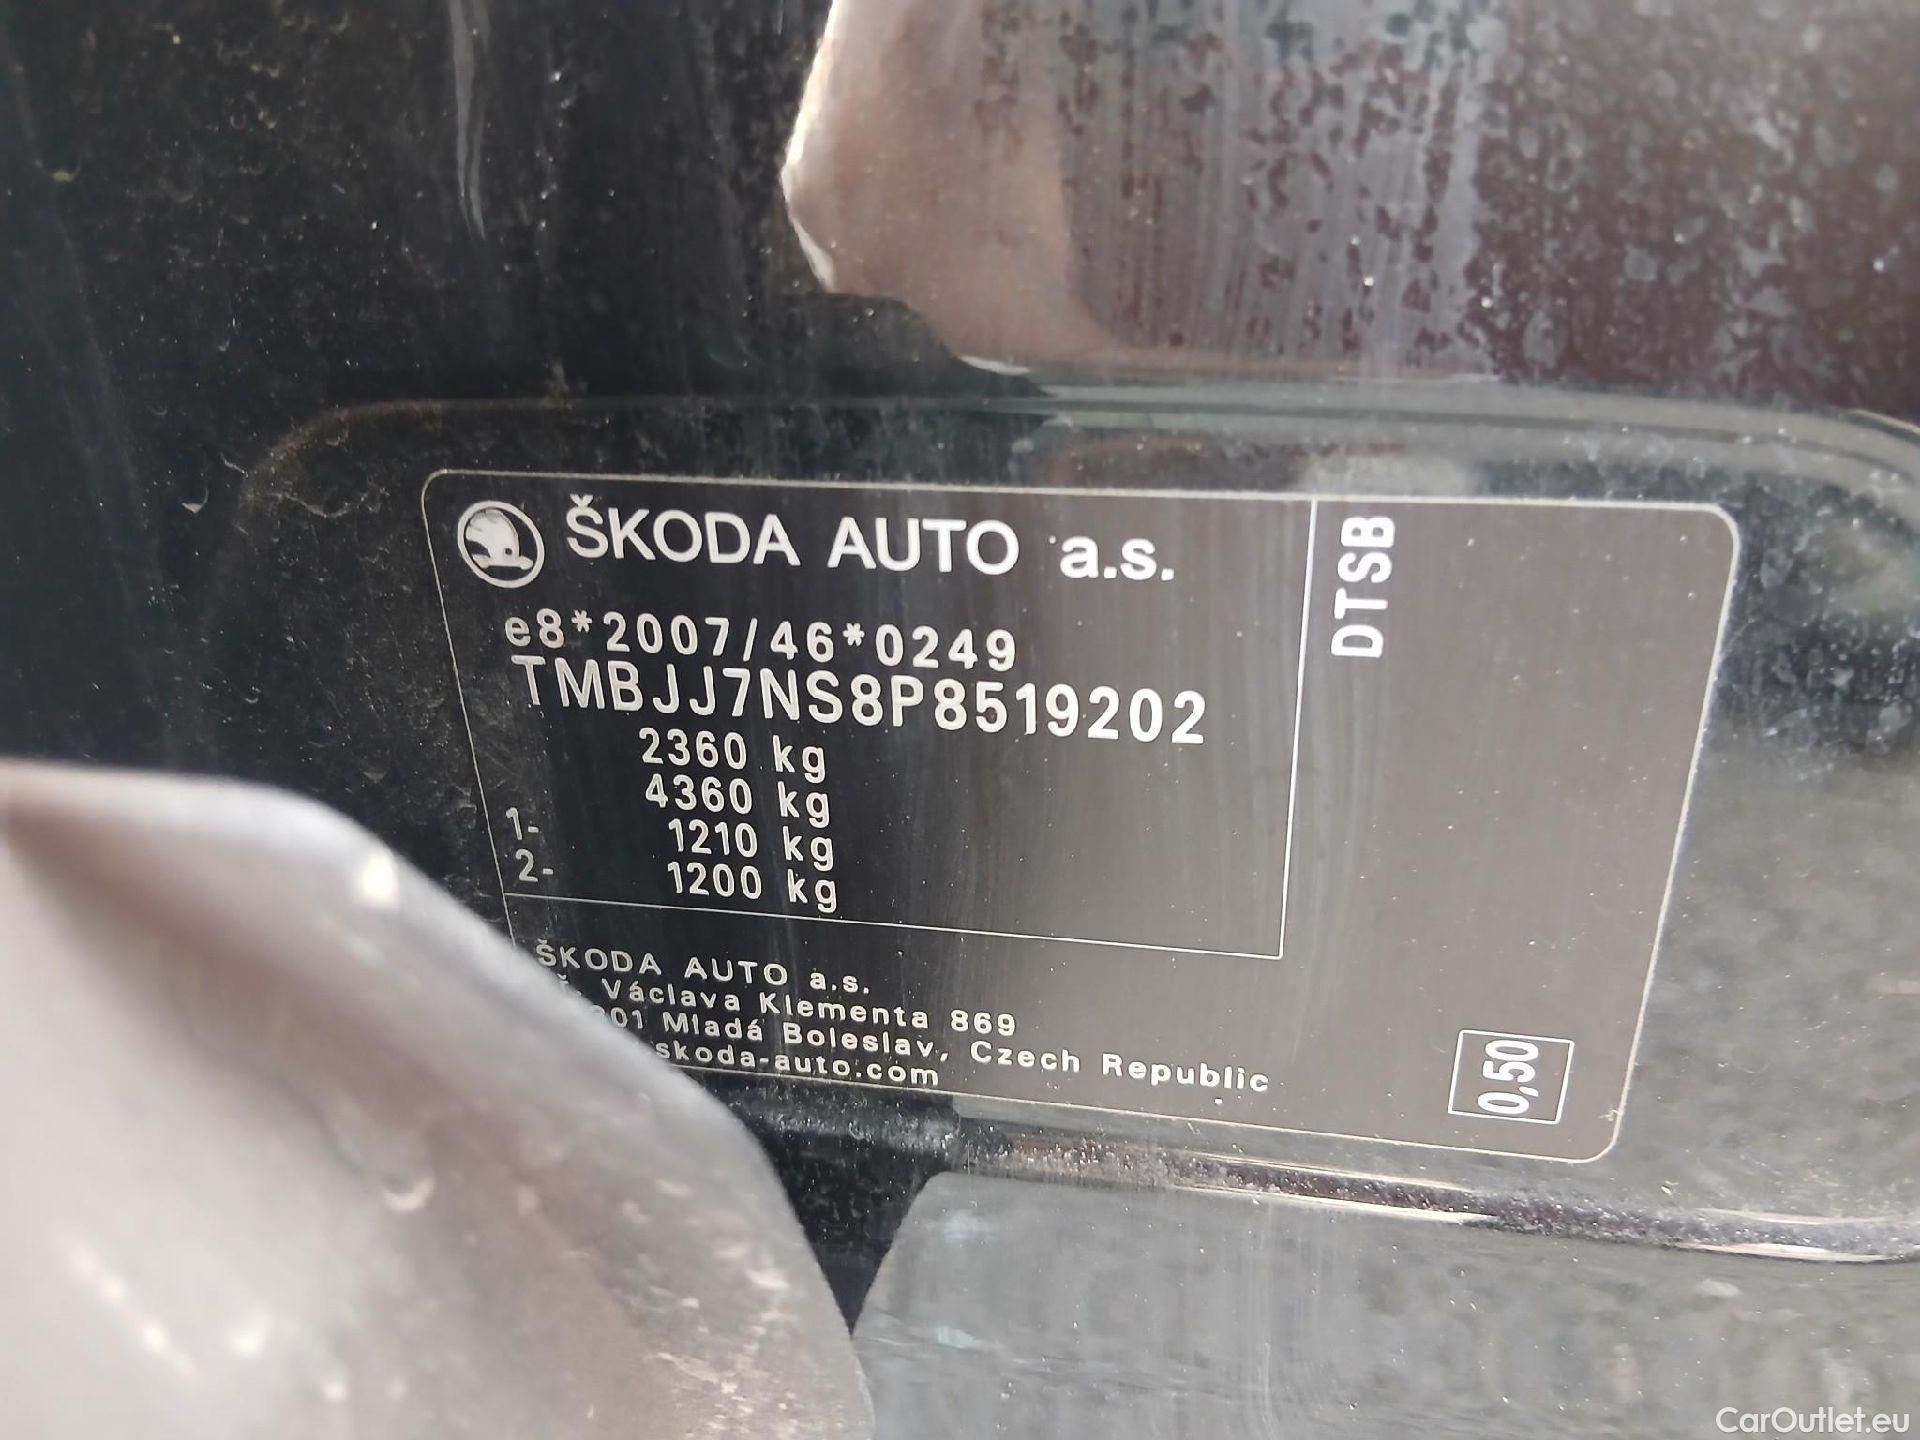 ŠKODA AUTO a.s.
DTSB
e8*2007/46*0249
TMBJJ7NS8P8519202
2360 kg
4360 kg
1- 1210 kg
2- 1200 kg
ŠKODA AUTO a.s.
Václava Klementa 869
201 Mladá Boleslav, Czech Republic
skoda-auto.com
0,50
CarOutlet.eu